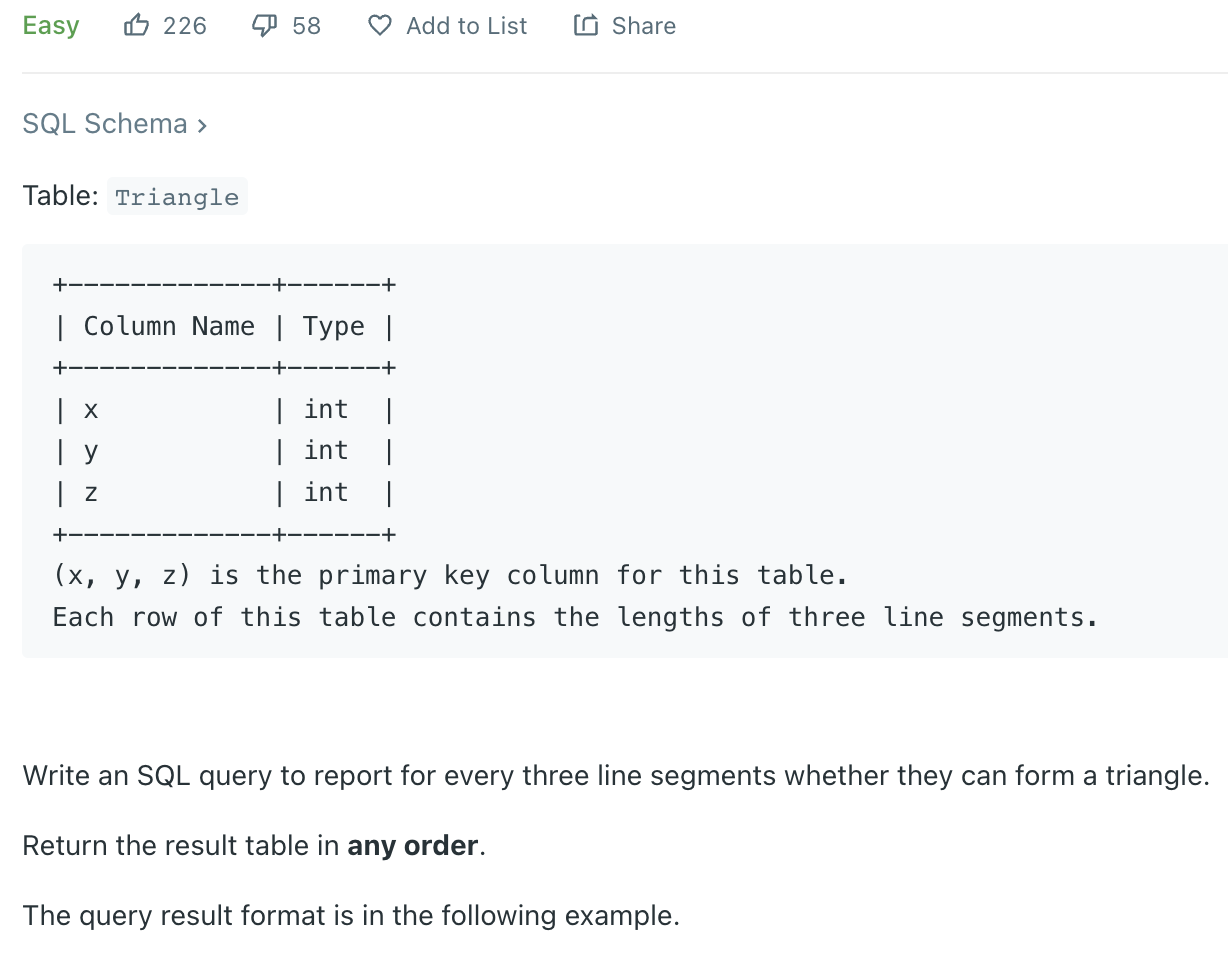 Easy 226 58 Add to List Share
SQL Schema ›
Table: Triangle
+-------------+------+
| Column Name | Type |
+-------------+------+
| x           | int  |
| y           | int  |
| z           | int  |
+-------------+------+
(x, y, z) is the primary key column for this table.
Each row of this table contains the lengths of three line segments.
Write an SQL query to report for every three line segments whether they can form a triangle.
Return the result table in any order.
The query result format is in the following example.